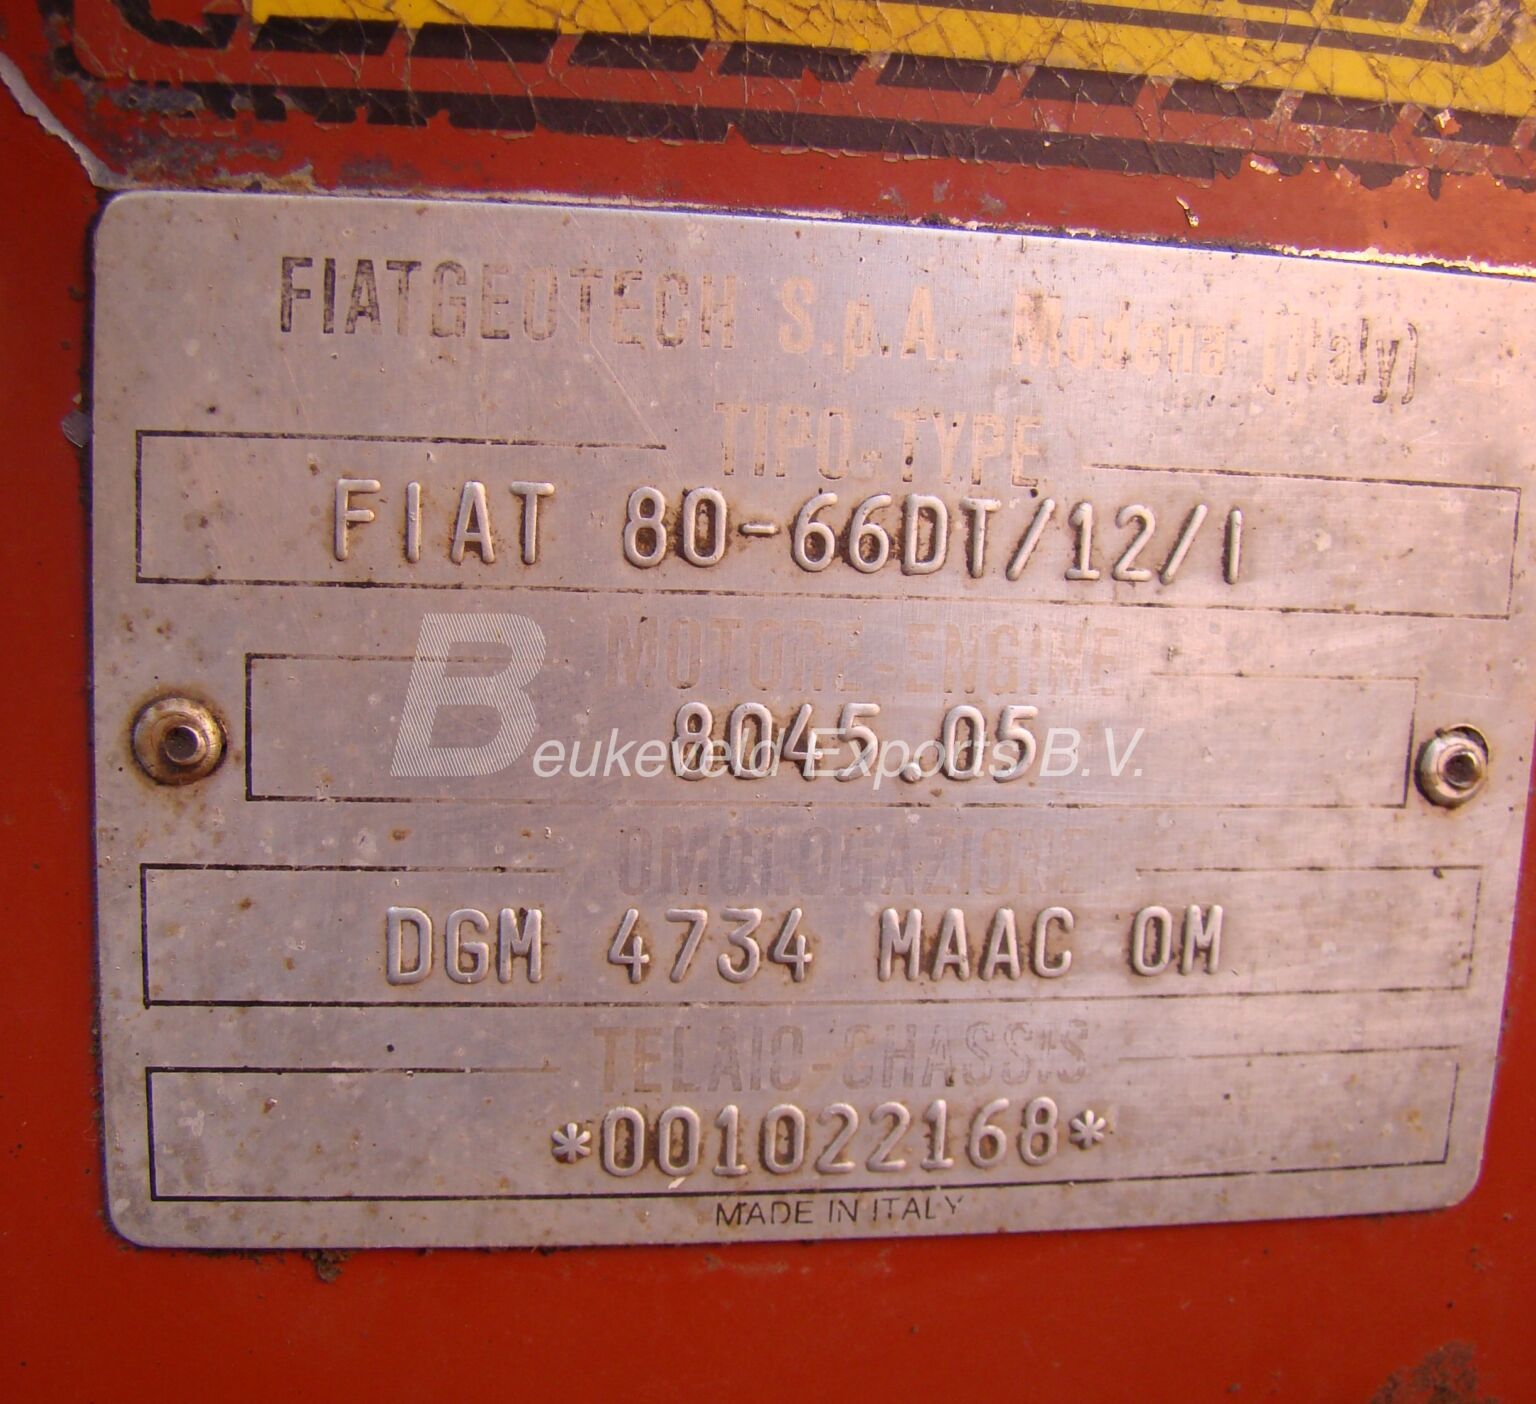 FIATGEOTECH S.p.A. Modena (Italy)
TIPO-TYPE
FIAT 80-66DT/12/I
MOTORE-ENGINE
8045.05
Beukeveld Exports B.V.
OMOLOGAZIONE
DGM 4734 MAAC OM
TELAIO-CHASSIS
*001022168*
MADE IN ITALY